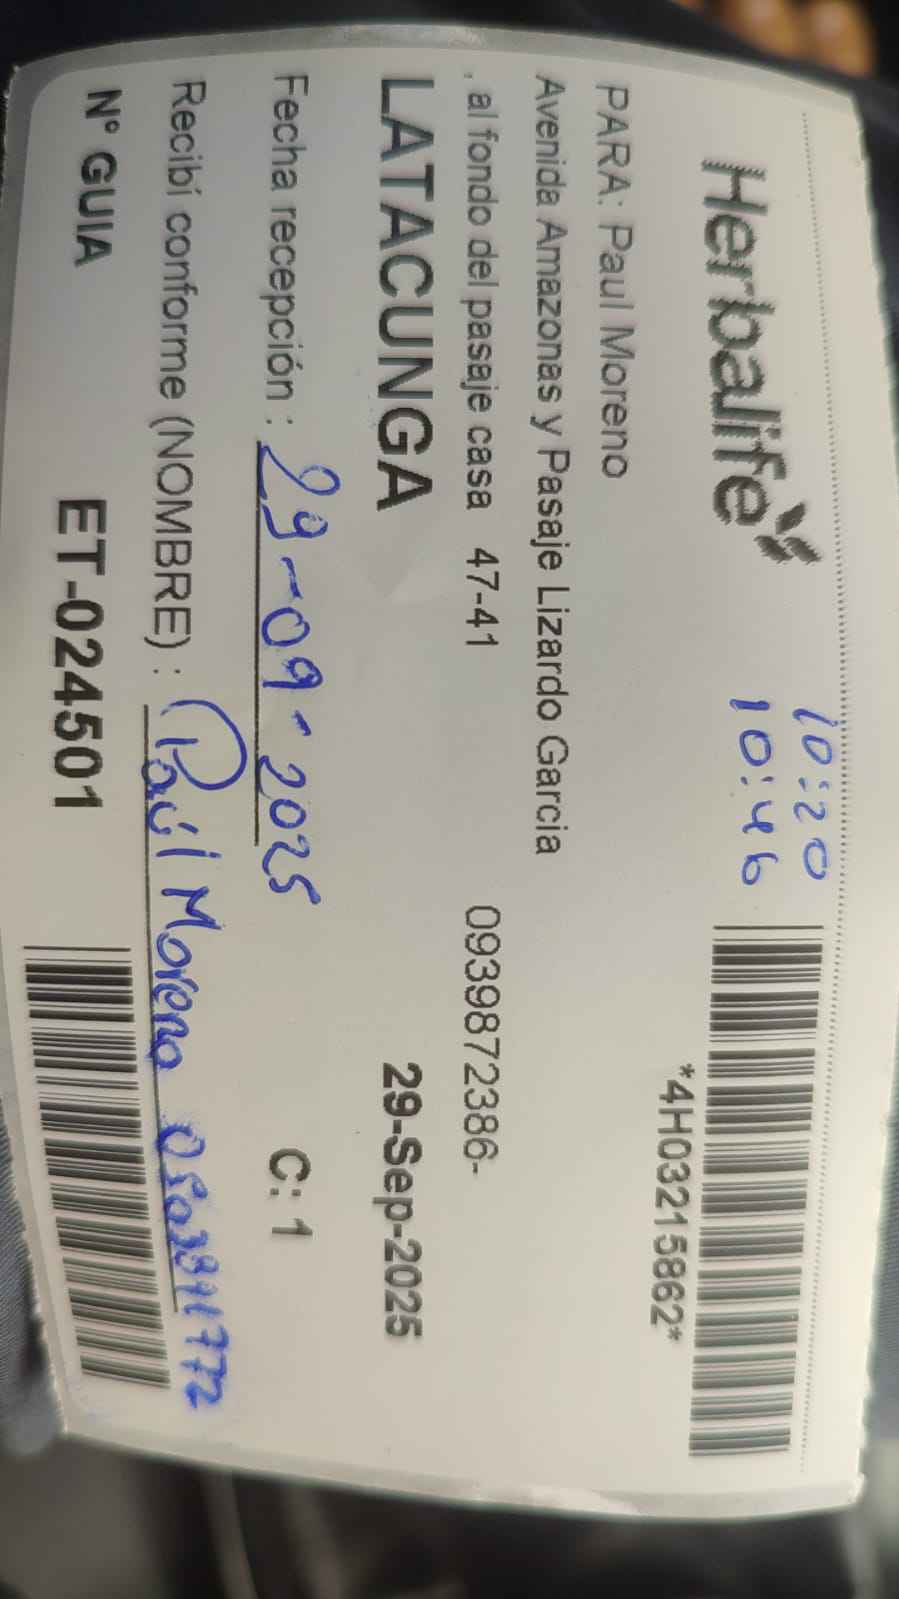 Herbalife
10:20
10:46
*4H03215862*
PARA: Paul Moreno
Avenida Amazonas y Pasaje Lizardo Garcia
, al fondo del pasaje casa 47-41 0939872386-
LATACUNGA 29-Sep-2025
Fecha recepción : 29-09-2025 C: 1
Recibí conforme (NOMBRE) : Paúl Moreno
N° GUIA ET-024501